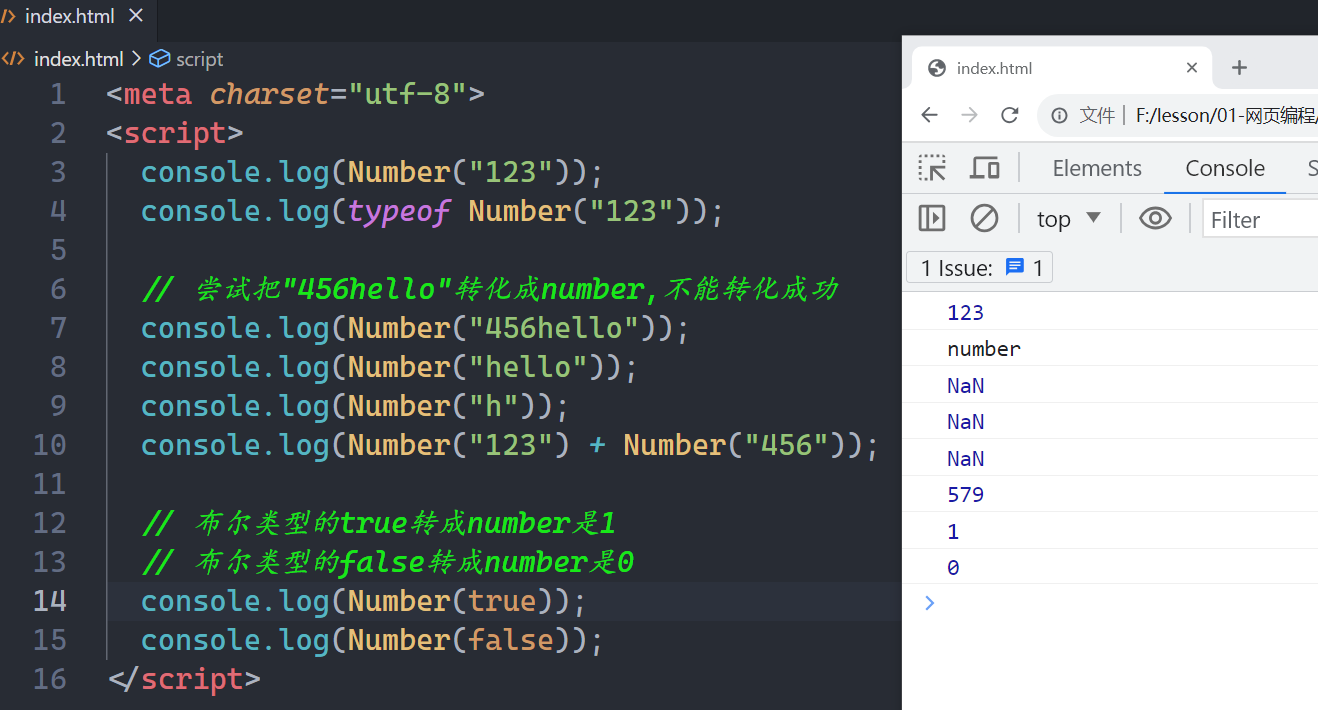 index.html
index.html > script
1 <meta charset="utf-8">
2 <script>
3 console.log(Number("123"));
4 console.log(typeof Number("123"));
5
6 // 尝试把"456hello"转化成number,不能转化成功
7 console.log(Number("456hello"));
8 console.log(Number("hello"));
9 console.log(Number("h"));
10 console.log(Number("123") + Number("456"));
11
12 // 布尔类型的true转成number是1
13 // 布尔类型的false转成number是0
14 console.log(Number(true));
15 console.log(Number(false));
16 </script>
index.html
文件 | F:/lesson/01-网页编程/
Elements Console S
top Filter
1 Issue: 1
123
number
NaN
NaN
NaN
579
1
0